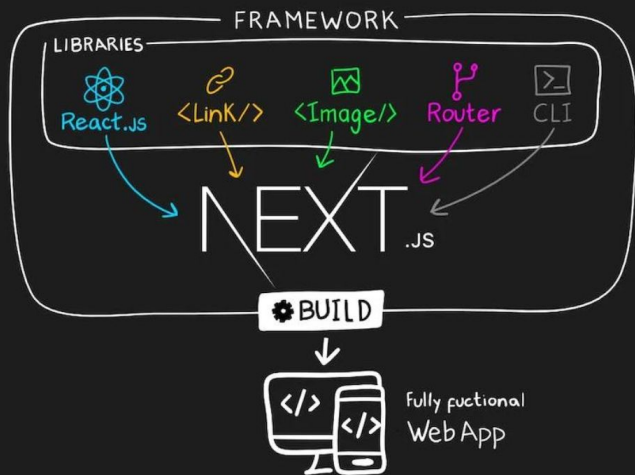 FRAMEWORK
LIBRARIES
React.JS
<Link/>
<Image/>
Router
CLI
NEXT.JS
BUILD
</>
</>
Fully fuctional
Web App